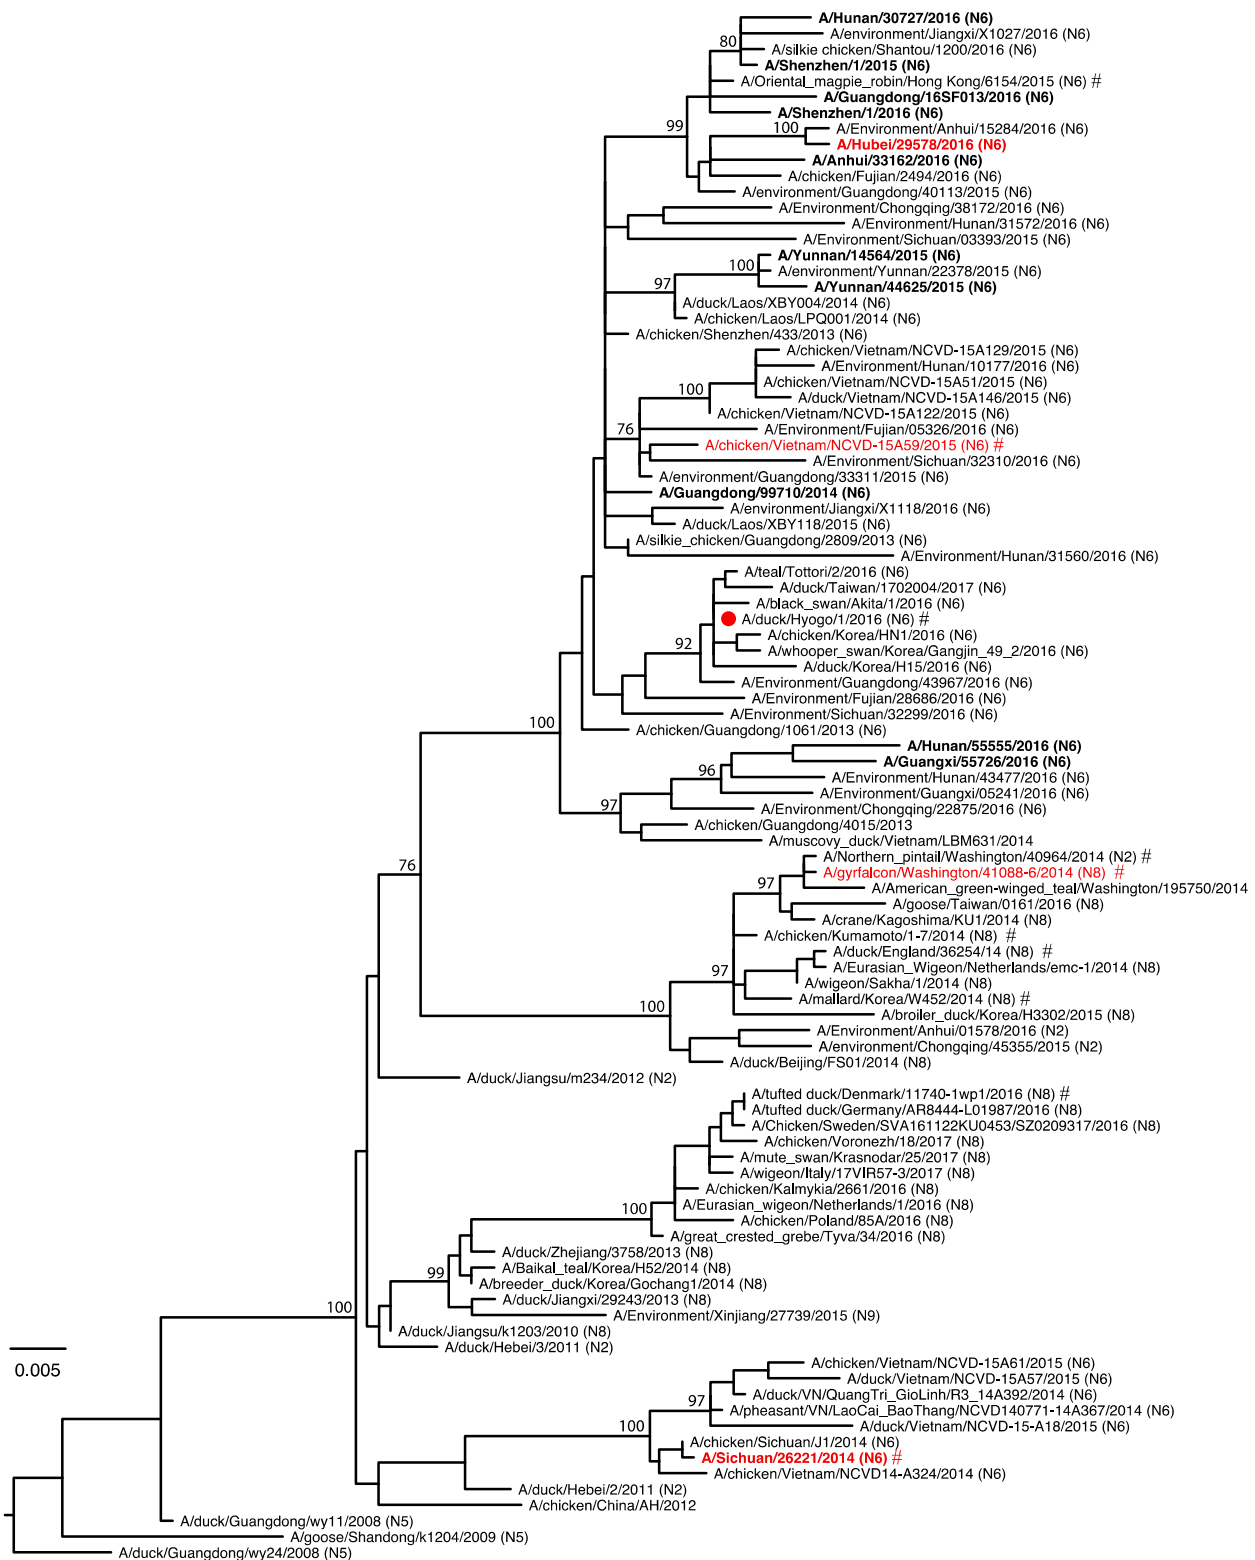 A/Hunan/30727/2016 (N6)
A/environment/Jiangxi/X1027/2016 (N6)
80
A/silkie chicken/Shantou/1200/2016 (N6)
A/Shenzhen/1/2015 (N6)
A/Oriental_magpie_robin/Hong Kong/6154/2015 (N6) #
A/Guangdong/16SF013/2016 (N6)
A/Shenzhen/1/2016 (N6)
99
100
A/Environment/Anhui/15284/2016 (N6)
A/Hubei/29578/2016 (N6)
A/Anhui/33162/2016 (N6)
A/chicken/Fujian/2494/2016 (N6)
A/environment/Guangdong/40113/2015 (N6)
A/Environment/Chongqing/38172/2016 (N6)
A/Environment/Hunan/31572/2016 (N6)
A/Environment/Sichuan/03393/2015 (N6)
A/Yunnan/14564/2015 (N6)
100
A/environment/Yunnan/22378/2015 (N6)
97
A/Yunnan/44625/2015 (N6)
A/duck/Laos/XBY004/2014 (N6)
A/chicken/Laos/LPQ001/2014 (N6)
A/chicken/Shenzhen/433/2013 (N6)
A/chicken/Vietnam/NCVD-15A129/2015 (N6)
A/Environment/Hunan/10177/2016 (N6)
A/chicken/Vietnam/NCVD-15A51/2015 (N6)
100
A/duck/Vietnam/NCVD-15A146/2015 (N6)
A/chicken/Vietnam/NCVD-15A122/2015 (N6)
76
A/Environment/Fujian/05326/2016 (N6)
A/chicken/Vietnam/NCVD-15A59/2015 (N6) #
A/Environment/Sichuan/32310/2016 (N6)
A/environment/Guangdong/33311/2015 (N6)
A/Guangdong/99710/2014 (N6)
A/environment/Jiangxi/X1118/2016 (N6)
A/duck/Laos/XBY118/2015 (N6)
A/silkie_chicken/Guangdong/2809/2013 (N6)
A/Environment/Hunan/31560/2016 (N6)
A/teal/Tottori/2/2016 (N6)
A/duck/Taiwan/1702004/2017 (N6)
A/black_swan/Akita/1/2016 (N6)
A/duck/Hyogo/1/2016 (N6) #
A/chicken/Korea/HN1/2016 (N6)
92
A/whooper_swan/Korea/Gangjin_49_2/2016 (N6)
A/duck/Korea/H15/2016 (N6)
A/Environment/Guangdong/43967/2016 (N6)
A/Environment/Fujian/28686/2016 (N6)
A/Environment/Sichuan/32299/2016 (N6)
100
A/chicken/Guangdong/1061/2013 (N6)
A/Hunan/55555/2016 (N6)
A/Guangxi/55726/2016 (N6)
96
A/Environment/Hunan/43477/2016 (N6)
A/Environment/Guangxi/05241/2016 (N6)
97
A/Environment/Chongqing/22875/2016 (N6)
A/chicken/Guangdong/4015/2013
A/muscovy_duck/Vietnam/LBM631/2014
A/Northern_pintail/Washington/40964/2014 (N2) #
76
A/gyrfalcon/Washington/41088-6/2014 (N8) #
97
A/American_green-winged_teal/Washington/195750/2014
A/goose/Taiwan/0161/2016 (N8)
A/crane/Kagoshima/KU1/2014 (N8)
A/chicken/Kumamoto/1-7/2014 (N8) #
A/duck/England/36254/14 (N8) #
A/Eurasian_Wigeon/Netherlands/emc-1/2014 (N8)
97
A/wigeon/Sakha/1/2014 (N8)
A/mallard/Korea/W452/2014 (N8) #
100
A/broiler_duck/Korea/H3302/2015 (N8)
A/Environment/Anhui/01578/2016 (N2)
A/environment/Chongqing/45355/2015 (N2)
A/duck/Beijing/FS01/2014 (N8)
A/duck/Jiangsu/m234/2012 (N2)
A/tufted duck/Denmark/11740-1wp1/2016 (N8) #
A/tufted duck/Germany/AR8444-L01987/2016 (N8)
A/Chicken/Sweden/SVA161122KU0453/SZ0209317/2016 (N8)
A/chicken/Voronezh/18/2017 (N8)
A/mute_swan/Krasnodar/25/2017 (N8)
A/wigeon/Italy/17VIR57-3/2017 (N8)
A/chicken/Kalmykia/2661/2016 (N8)
A/Eurasian_wigeon/Netherlands/1/2016 (N8)
100
A/chicken/Poland/85A/2016 (N8)
A/great_crested_grebe/Tyva/34/2016 (N8)
A/duck/Zhejiang/3758/2013 (N8)
A/Baikal_teal/Korea/H52/2014 (N8)
99
A/breeder_duck/Korea/Gochang1/2014 (N8)
A/duck/Jiangxi/29243/2013 (N8)
100
A/Environment/Xinjiang/27739/2015 (N9)
A/duck/Jiangsu/k1203/2010 (N8)
A/duck/Hebei/3/2011 (N2)
0.005
A/chicken/Vietnam/NCVD-15A61/2015 (N6)
A/duck/Vietnam/NCVD-15A57/2015 (N6)
A/duck/VN/QuangTri_GioLinh/R3_14A392/2014 (N6)
97
A/pheasant/VN/LaoCai_BaoThang/NCVD140771-14A367/2014 (N6)
A/duck/Vietnam/NCVD-15-A18/2015 (N6)
100
A/chicken/Sichuan/J1/2014 (N6)
A/Sichuan/26221/2014 (N6) #
A/chicken/Vietnam/NCVD14-A324/2014 (N6)
A/duck/Hebei/2/2011 (N2)
A/chicken/China/AH/2012
A/duck/Guangdong/wy11/2008 (N5)
A/goose/Shandong/k1204/2009 (N5)
A/duck/Guangdong/wy24/2008 (N5)